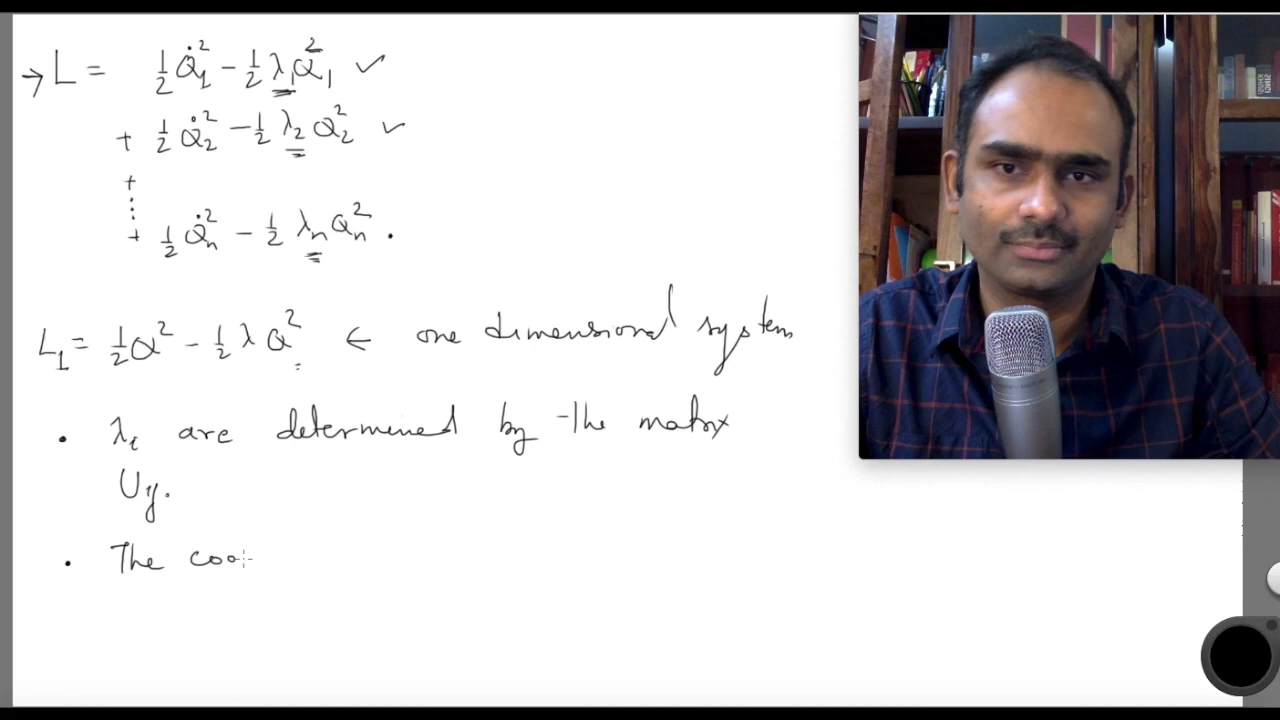 → L = ½ Q̇₁² − ½ λ₁ Q₁² ✓
+ ½ Q̇₂² − ½ λ₂ Q₂² ✓
+
⋮
+ ½ Q̇ₙ² − ½ λₙ Qₙ² .
L₁ = ½ Q² − ½ λ Q² ← one dimensional system
• λᵢ are determined by the matrix
Uᵢⱼ.
• The coo